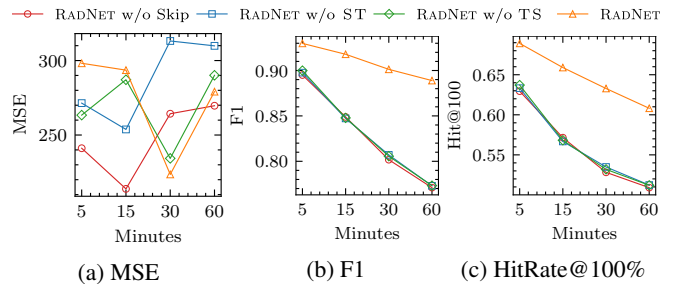 RADNET w/o Skip RADNET w/o ST RADNET w/o TS RADNET
MSE
300
250
5 15 30 60
Minutes
(a) MSE
F1
0.90
0.85
0.80
5 15 30 60
Minutes
(b) F1
Hit@100
0.65
0.60
0.55
5 15 30 60
Minutes
(c) HitRate@100%